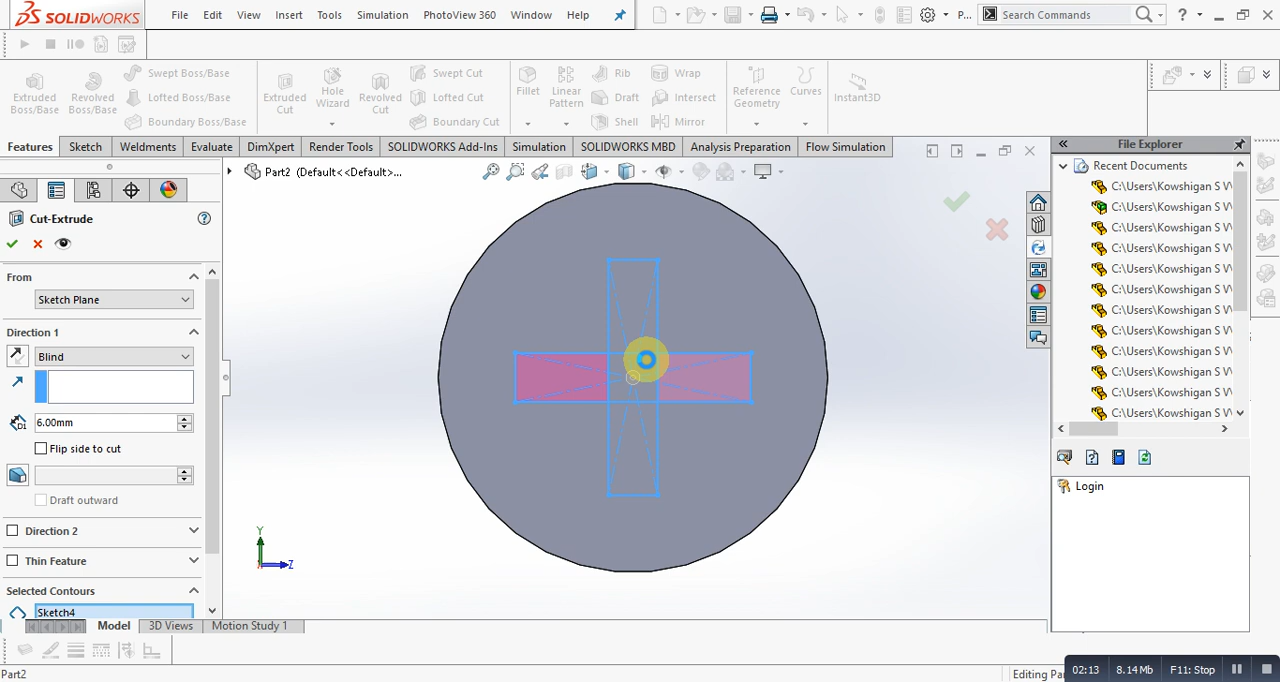 SOLIDWORKS File Edit View Insert Tools Simulation PhotoView 360 Window Help P... Search Commands ?
Extruded Boss/Base
Revolved Boss/Base
Swept Boss/Base
Lofted Boss/Base
Boundary Boss/Base
Extruded Cut
Hole Wizard
Revolved Cut
Swept Cut
Lofted Cut
Boundary Cut
Fillet
Linear Pattern
Rib
Draft
Shell
Wrap
Intersect
Mirror
Reference Geometry
Curves
Instant3D
Features Sketch Weldments Evaluate DimXpert Render Tools SOLIDWORKS Add-Ins Simula SOLIDWORKS MBD Analysis Preparation Flow Simulation
Part2 (Default<<Default>...
Cut-Extrude
From
Sketch Plane
Direction 1
Blind
D1 6.00mm
Flip side to cut
Draft outward
Direction 2
Thin Feature
Selected Contours
Sketch4
Y
Z
File Explorer
Recent Documents
C:\Users\Kowshigan S V
C:\Users\Kowshigan S V
C:\Users\Kowshigan S V
C:\Users\Kowshigan S V
C:\Users\Kowshigan S V
C:\Users\Kowshigan S V
C:\Users\Kowshigan S V
C:\Users\Kowshigan S V
C:\Users\Kowshigan S V
C:\Users\Kowshigan S V
C:\Users\Kowshigan S V
C:\Users\Kowshigan S V
Login
Model 3D Views Motion Study 1
Part2
Editing Pa
02:13 8.14 Mb F11: Stop